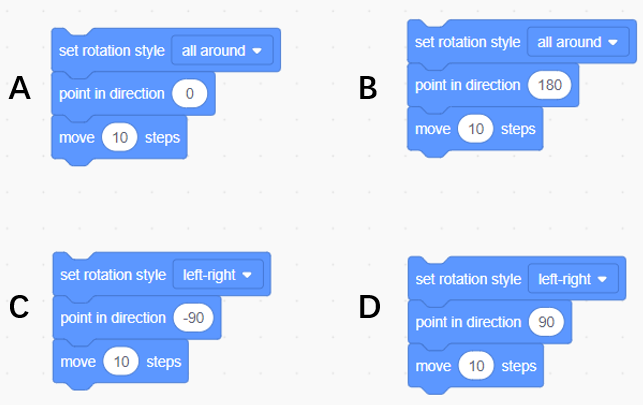 A
set rotation style all around
point in direction 0
move 10 steps
B
set rotation style all around
point in direction 180
move 10 steps
C
set rotation style left-right
point in direction -90
move 10 steps
D
set rotation style left-right
point in direction 90
move 10 steps